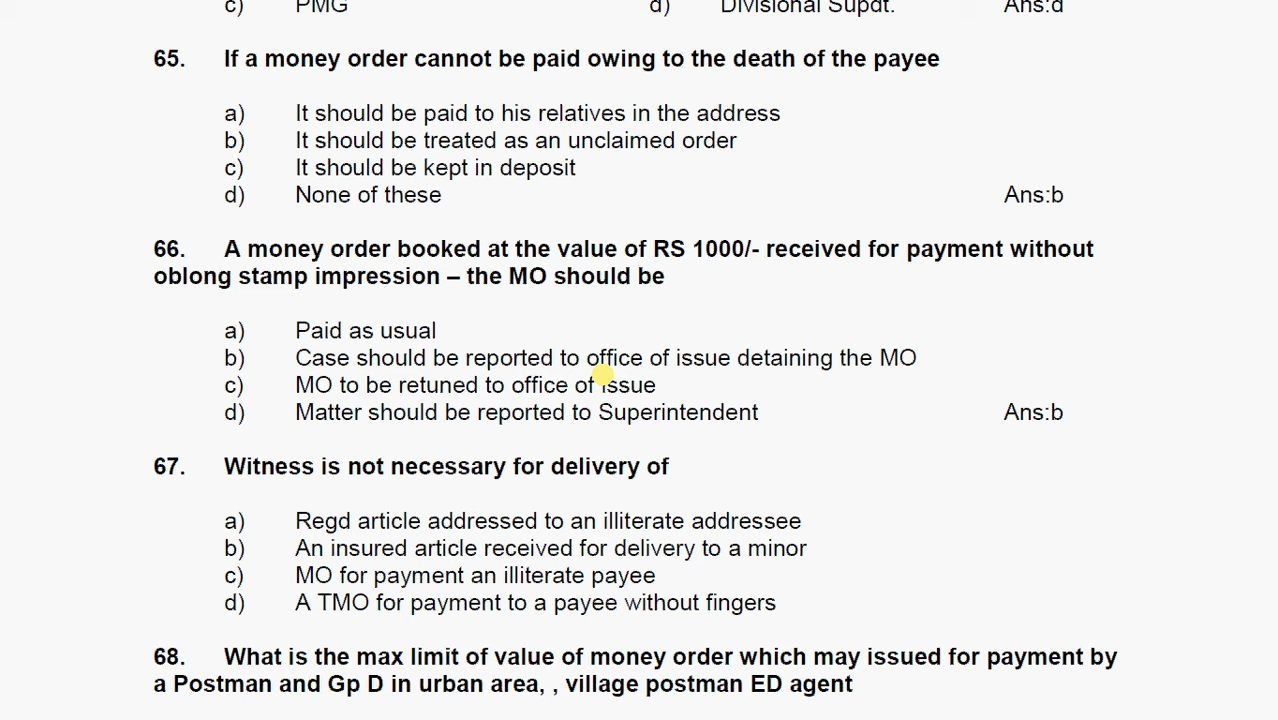 c) PMG d) Divisional Supdt. Ans:d
65. If a money order cannot be paid owing to the death of the payee
a) It should be paid to his relatives in the address
b) It should be treated as an unclaimed order
c) It should be kept in deposit
d) None of these Ans:b
66. A money order booked at the value of RS 1000/- received for payment without
oblong stamp impression – the MO should be
a) Paid as usual
b) Case should be reported to office of issue detaining the MO
c) MO to be retuned to office of issue
d) Matter should be reported to Superintendent Ans:b
67. Witness is not necessary for delivery of
a) Regd article addressed to an illiterate addressee
b) An insured article received for delivery to a minor
c) MO for payment an illiterate payee
d) A TMO for payment to a payee without fingers
68. What is the max limit of value of money order which may issued for payment by
a Postman and Gp D in urban area, , village postman ED agent